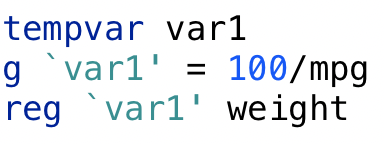 tempvar var1
g `var1' = 100/mpg
reg `var1' weight